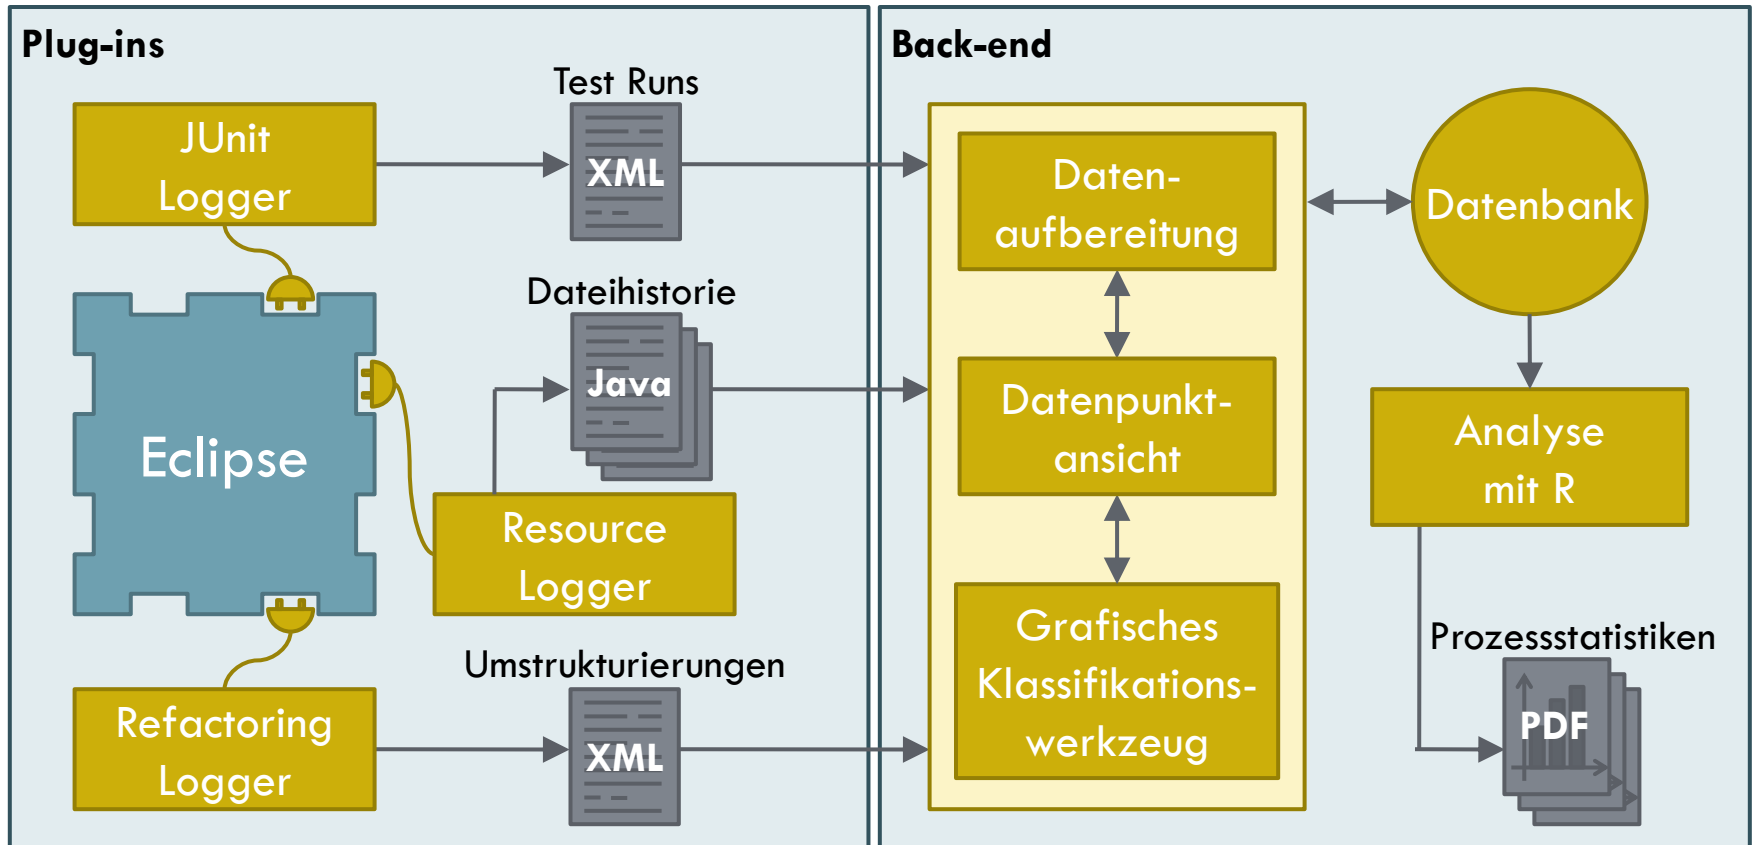 Plug-ins
Test Runs
JUnit
Logger
XML
Dateihistorie
Java
Eclipse
Resource
Logger
Umstrukturierungen
Refactoring
Logger
XML
Back-end
Daten-
aufbereitung
Datenbank
Datenpunkt-
ansicht
Analyse
mit R
Grafisches
Klassifikations-
werkzeug
Prozessstatistiken
PDF